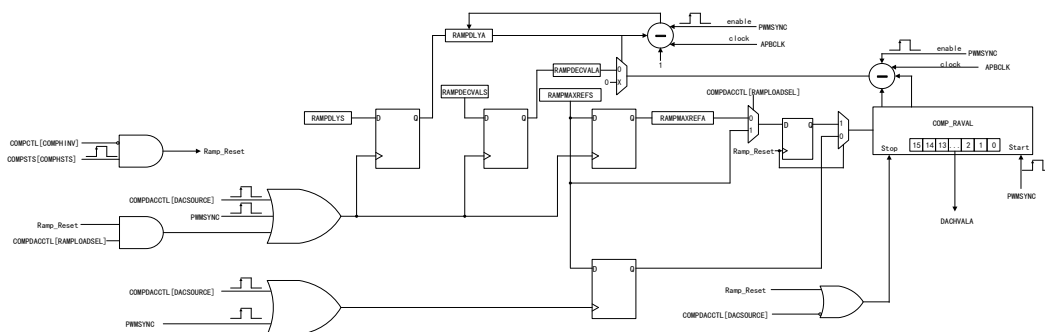 enable
PWMSYNC
RAMPDLYA
clock
APBCLK
1
enable
PWMSYNC
clock
APBCLK
RAMPDECVALA
0
0
X
RAMPDECVALS
RAMPMAXREFS
COMPDACCTL[RAMPLOADSEL]
RAMPDLYS
D
Q
D
Q
D
Q
RAMPMAXREFA
0
1
D
Q
1
0
COMP_RAVAL
COMPCTL[COMPHINV]
COMPSTS[COMPHSTS]
Ramp_Reset
Ramp_Reset
15 14 13 ... 2 1 0
Stop
Start
COMPDACCTL[DACSOURCE]
PWMSYNC
PWMSYNC
DACHVALA
Ramp_Reset
COMPDACCTL[RAMPLOADSEL]
D
Q
COMPDACCTL[DACSOURCE]
Ramp_Reset
COMPDACCTL[DACSOURCE]
PWMSYNC